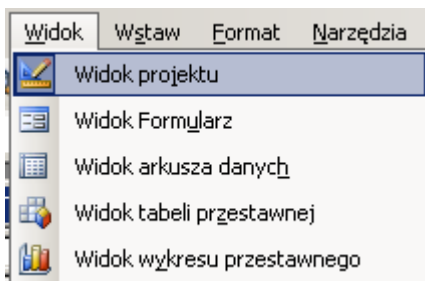 Widok Wstaw Format Narzędzia
Widok projektu
Widok Formularz
Widok arkusza danych
Widok tabeli przestawnej
Widok wykresu przestawnego